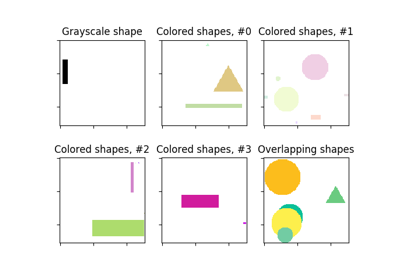 Grayscale shape
Colored shapes, #0
Colored shapes, #1
Colored shapes, #2
Colored shapes, #3
Overlapping shapes